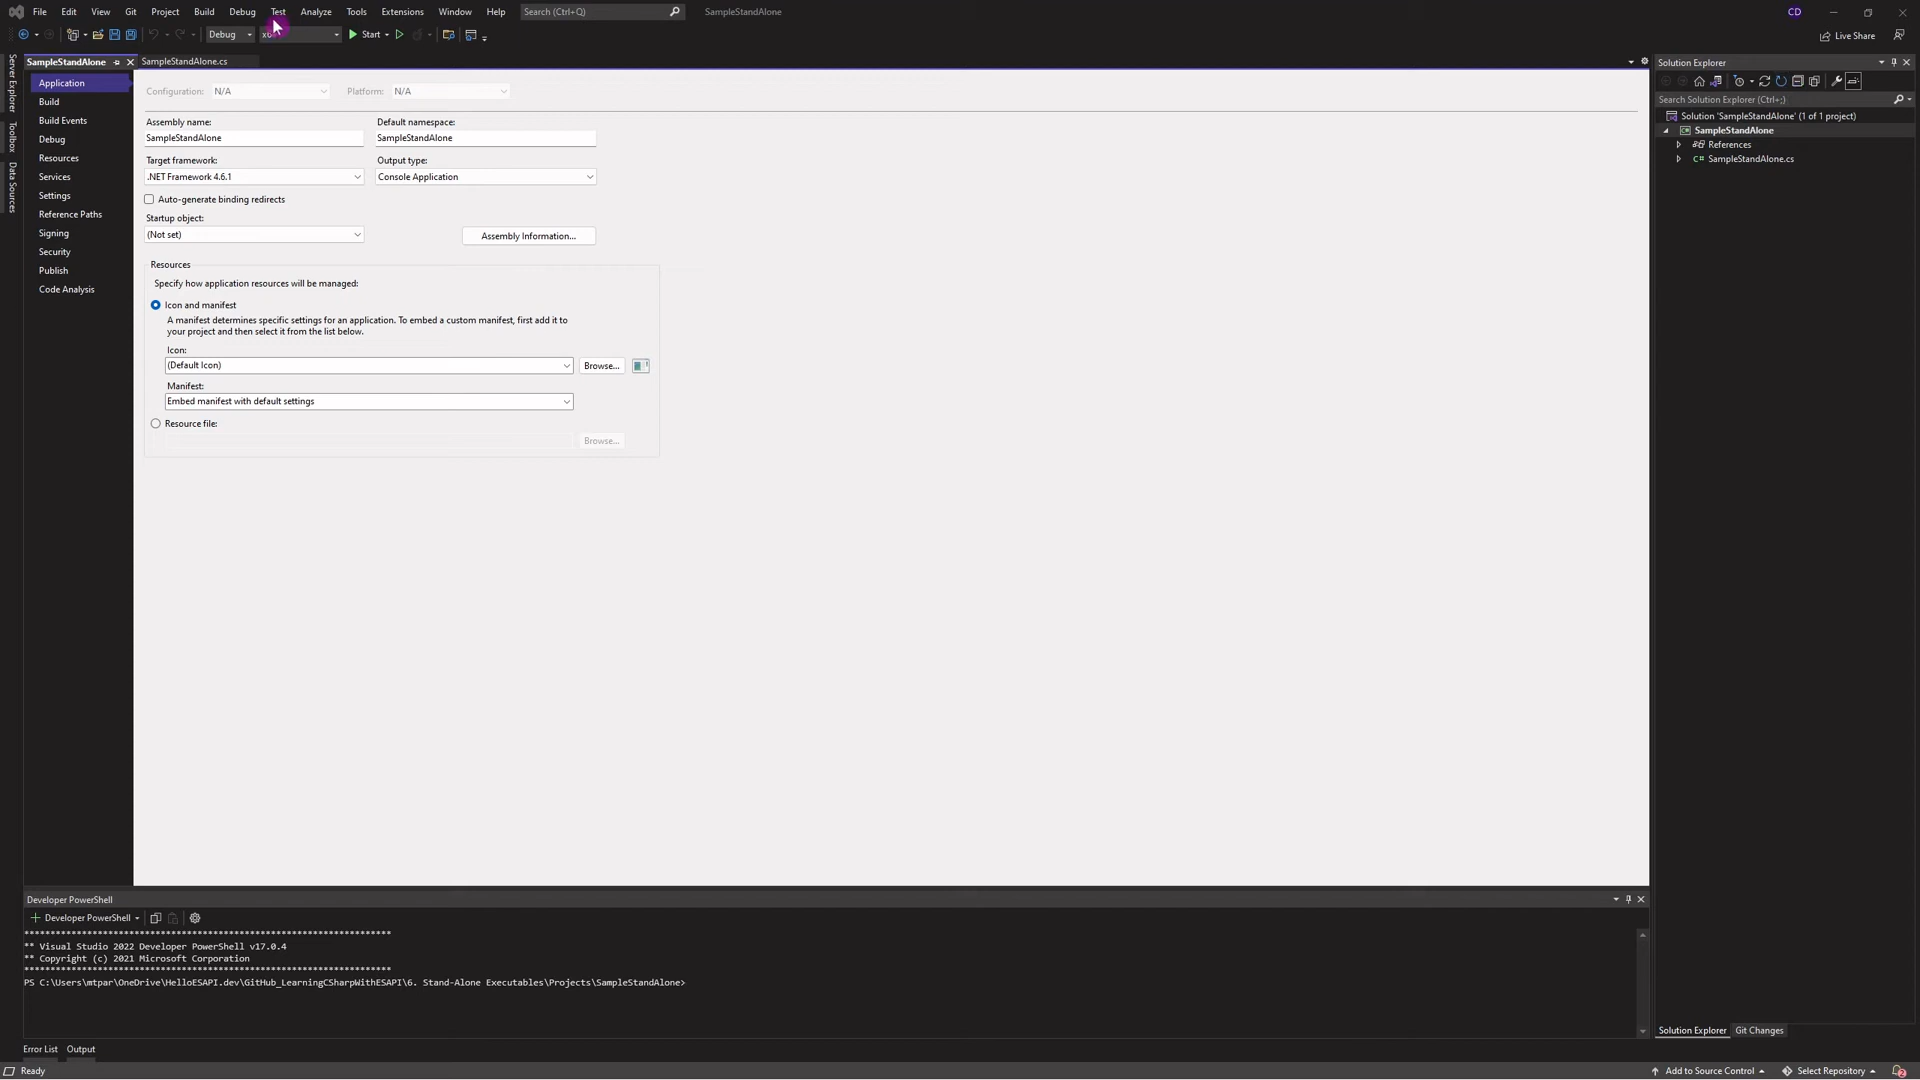 File Edit View Git Project Build Debug Test Analyze Tools Extensions Window Help Search (Ctrl+Q) SampleStandAlone CD
Debug Start Live Share
SampleStandAlone SampleStandAlone.cs Solution Explorer
Server Explorer
Toolbox
Data Sources
Application
Build
Build Events
Debug
Resources
Services
Settings
Reference Paths
Signing
Security
Publish
Code Analysis
Configuration: N/A Platform: N/A
Assembly name: Default namespace:
SampleStandAlone SampleStandAlone
Target framework: Output type:
.NET Framework 4.6.1 Console Application
Auto-generate binding redirects
Startup object:
(Not set) Assembly Information...
Resources
Specify how application resources will be managed:
Icon and manifest
A manifest determines specific settings for an application. To embed a custom manifest, first add it to
your project and then select it from the list below.
Icon:
(Default Icon) Browse...
Manifest:
Embed manifest with default settings
Resource file:
Browse...
Search Solution Explorer (Ctrl+;)
Solution 'SampleStandAlone' (1 of 1 project)
SampleStandAlone
References
C# SampleStandAlone.cs
Developer PowerShell
Developer PowerShell
**********************************************************************
** Visual Studio 2022 Developer PowerShell v17.0.4
** Copyright (c) 2021 Microsoft Corporation
**********************************************************************
PS C:\Users\mtpar\OneDrive\HelloESAPI.dev\GitHub_LearningCSharpWithESAPI\6. Stand-Alone Executables\Projects\SampleStandAlone>
Solution Explorer Git Changes
Error List Output
Ready Add to Source Control Select Repository 2